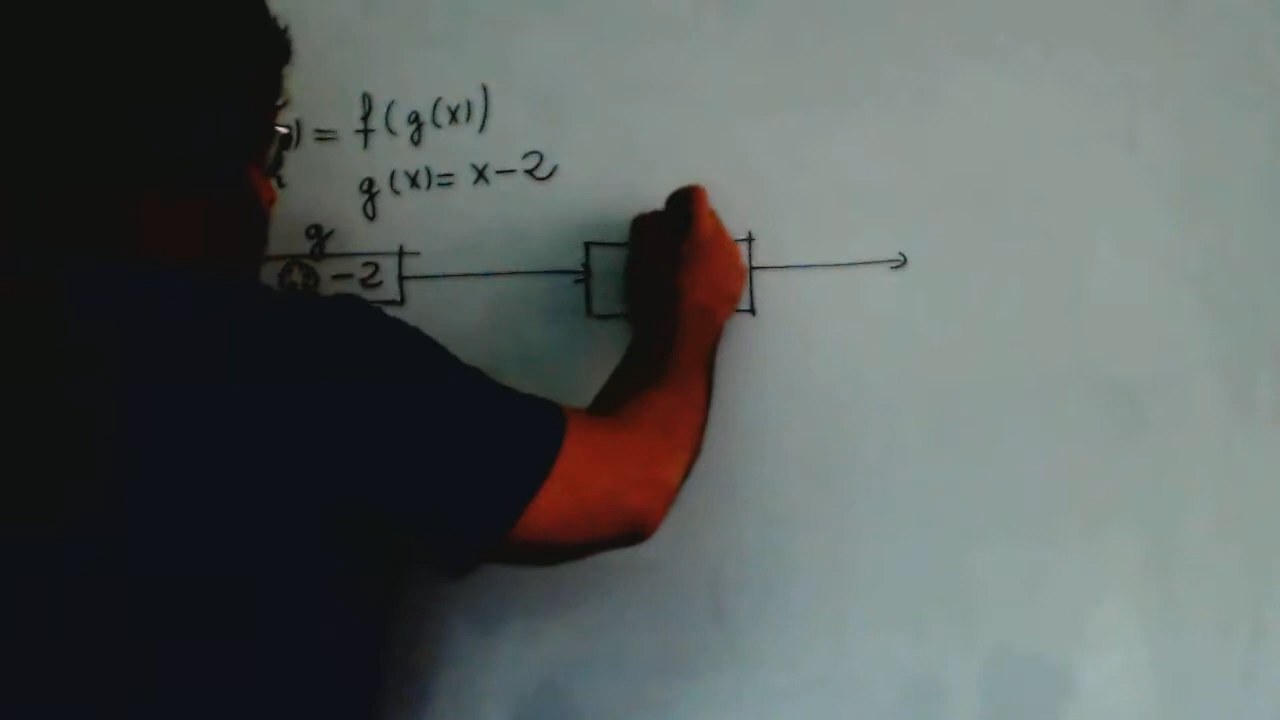 ) = f(g(x))
g(x)= x-2
g
-2